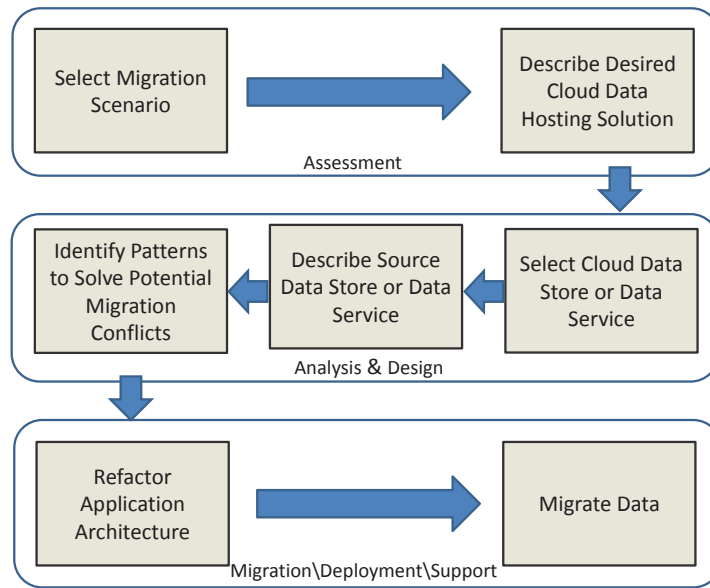 Select Migration
Scenario
Describe Desired
Cloud Data
Hosting Solution
Assessment
Identify Patterns
to Solve Potential
Migration
Conflicts
Describe Source
Data Store or Data
Service
Select Cloud Data
Store or Data
Service
Analysis & Design
Refactor
Application
Architecture
Migrate Data
Migration\Deployment\Support